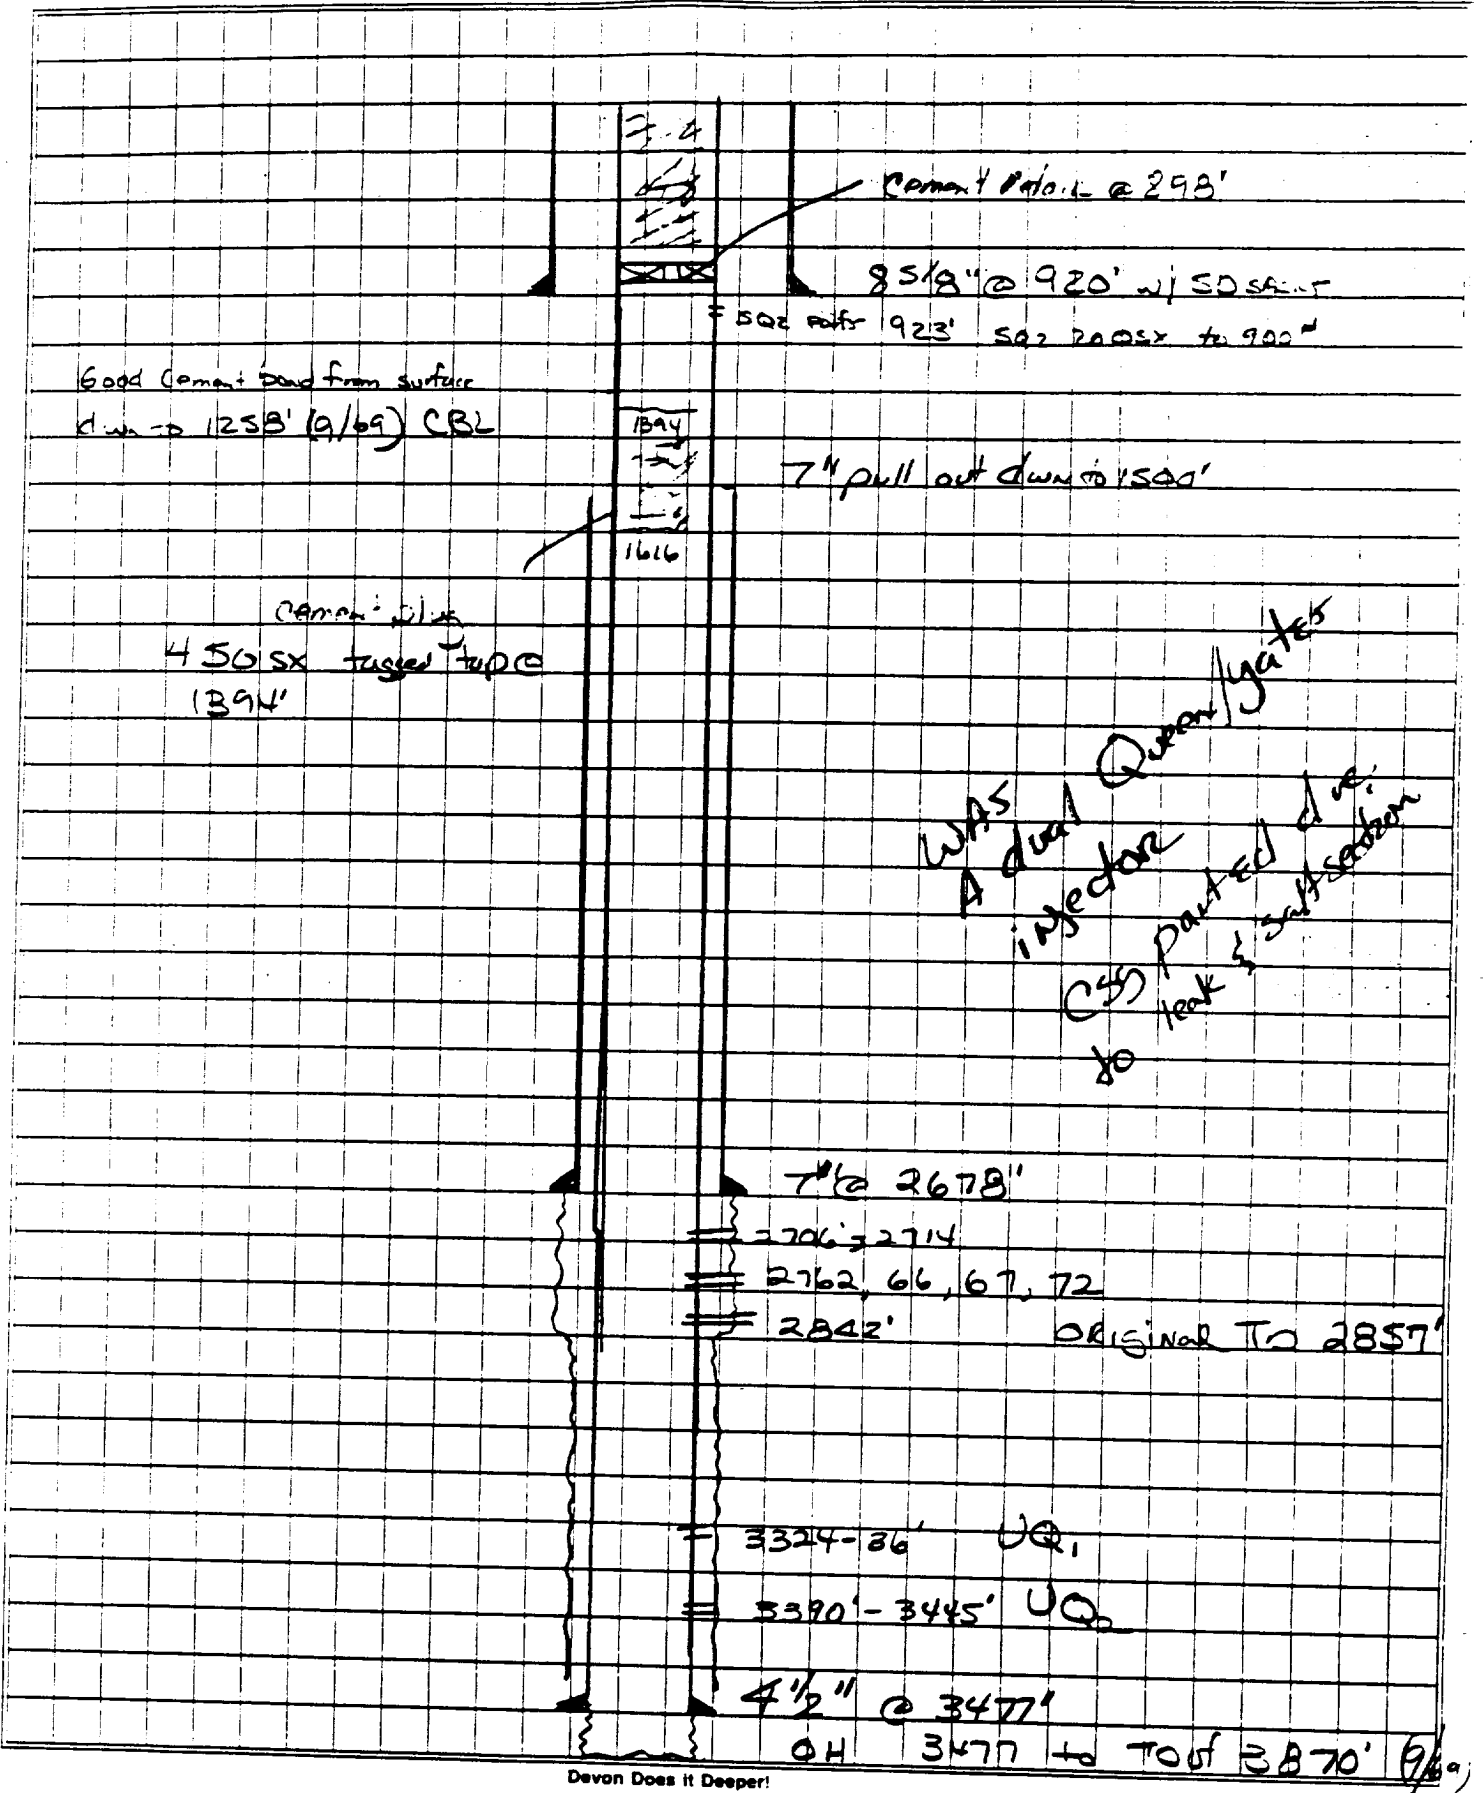 Cement @ 298'
8 5/8" @ 920' w/ 50
SQZ 923' SQZ 200SX to 900'
Good Cement bond from surface
down to 1258' (9/69) CBL
1394
7" pull out down to 1500'
1616
Cement plug
450 SX tagged top @
1394'
WAS
A dual Queen/yates
injector
CSG parted due
to leak & salt section
7" @ 2678"
2706'-2714
2762, 66, 67, 72
2842'
ORIGINAL TD 2857'
3324-36' UQ1
3390'-3445' UQ2
4 1/2" @ 3477'
OH 3477 to TD of 3870' (9/69)
Devon Does it Deeper!